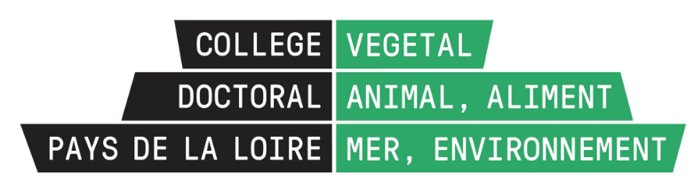 COLLEGE VEGETAL
DOCTORAL ANIMAL, ALIMENT
PAYS DE LA LOIRE MER, ENVIRONNEMENT